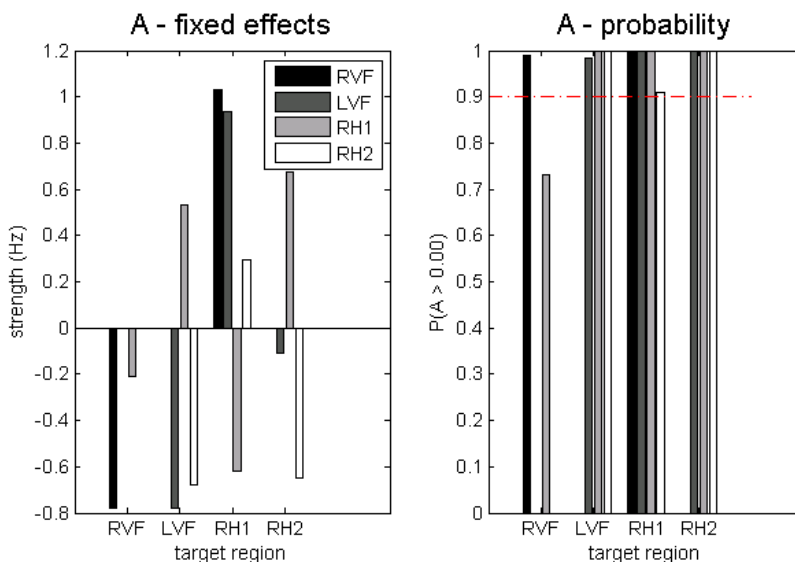 A - fixed effects
1.2
1
0.8
0.6
0.4
0.2
0
-0.2
-0.4
-0.6
-0.8
strength (Hz)
RVF
LVF
RH1
RH2
RVF LVF RH1 RH2
target region
A - probability
1
0.9
0.8
0.7
0.6
0.5
0.4
0.3
0.2
0.1
0
P(A > 0.00)
RVF LVF RH1 RH2
target region